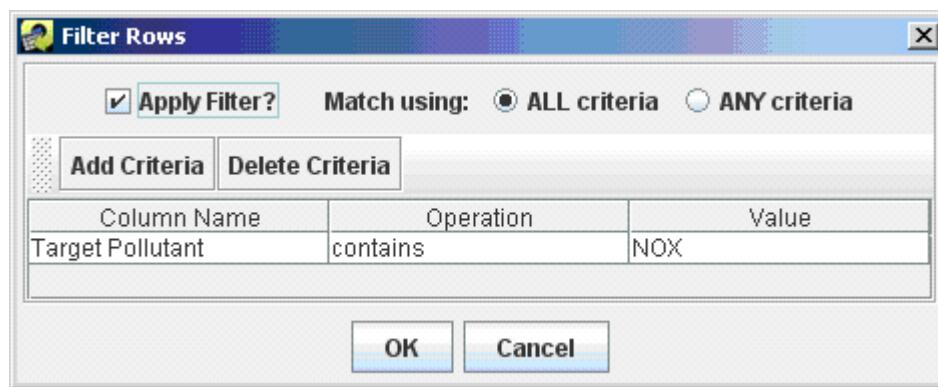 Filter Rows
Apply Filter? Match using: ALL criteria ANY criteria
Add Criteria Delete Criteria
Column Name Operation Value
Target Pollutant contains NOX
OK Cancel